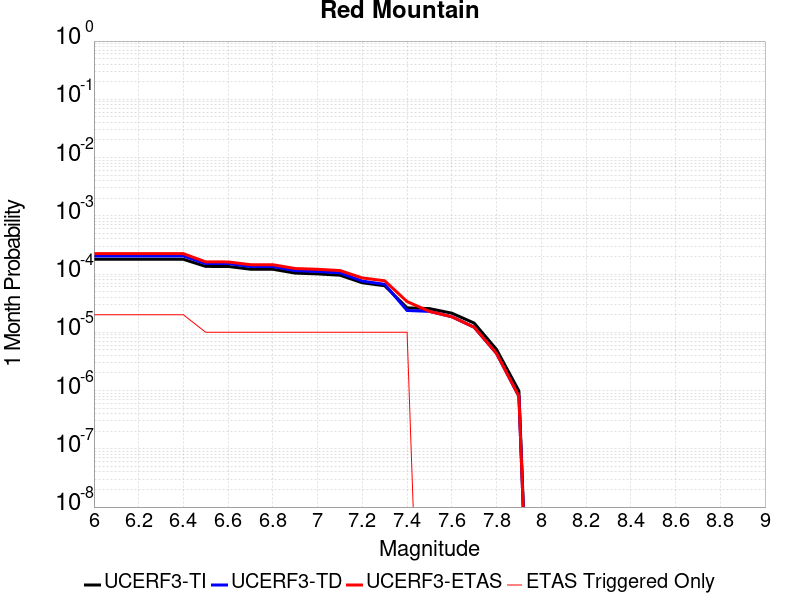 Red Mountain
10^0
10^-1
10^-2
10^-3
10^-4
10^-5
10^-6
10^-7
10^-8
1 Month Probability
6 6.2 6.4 6.6 6.8 7 7.2 7.4 7.6 7.8 8 8.2 8.4 8.6 8.8 9
Magnitude
UCERF3-TI UCERF3-TD UCERF3-ETAS ETAS Triggered Only